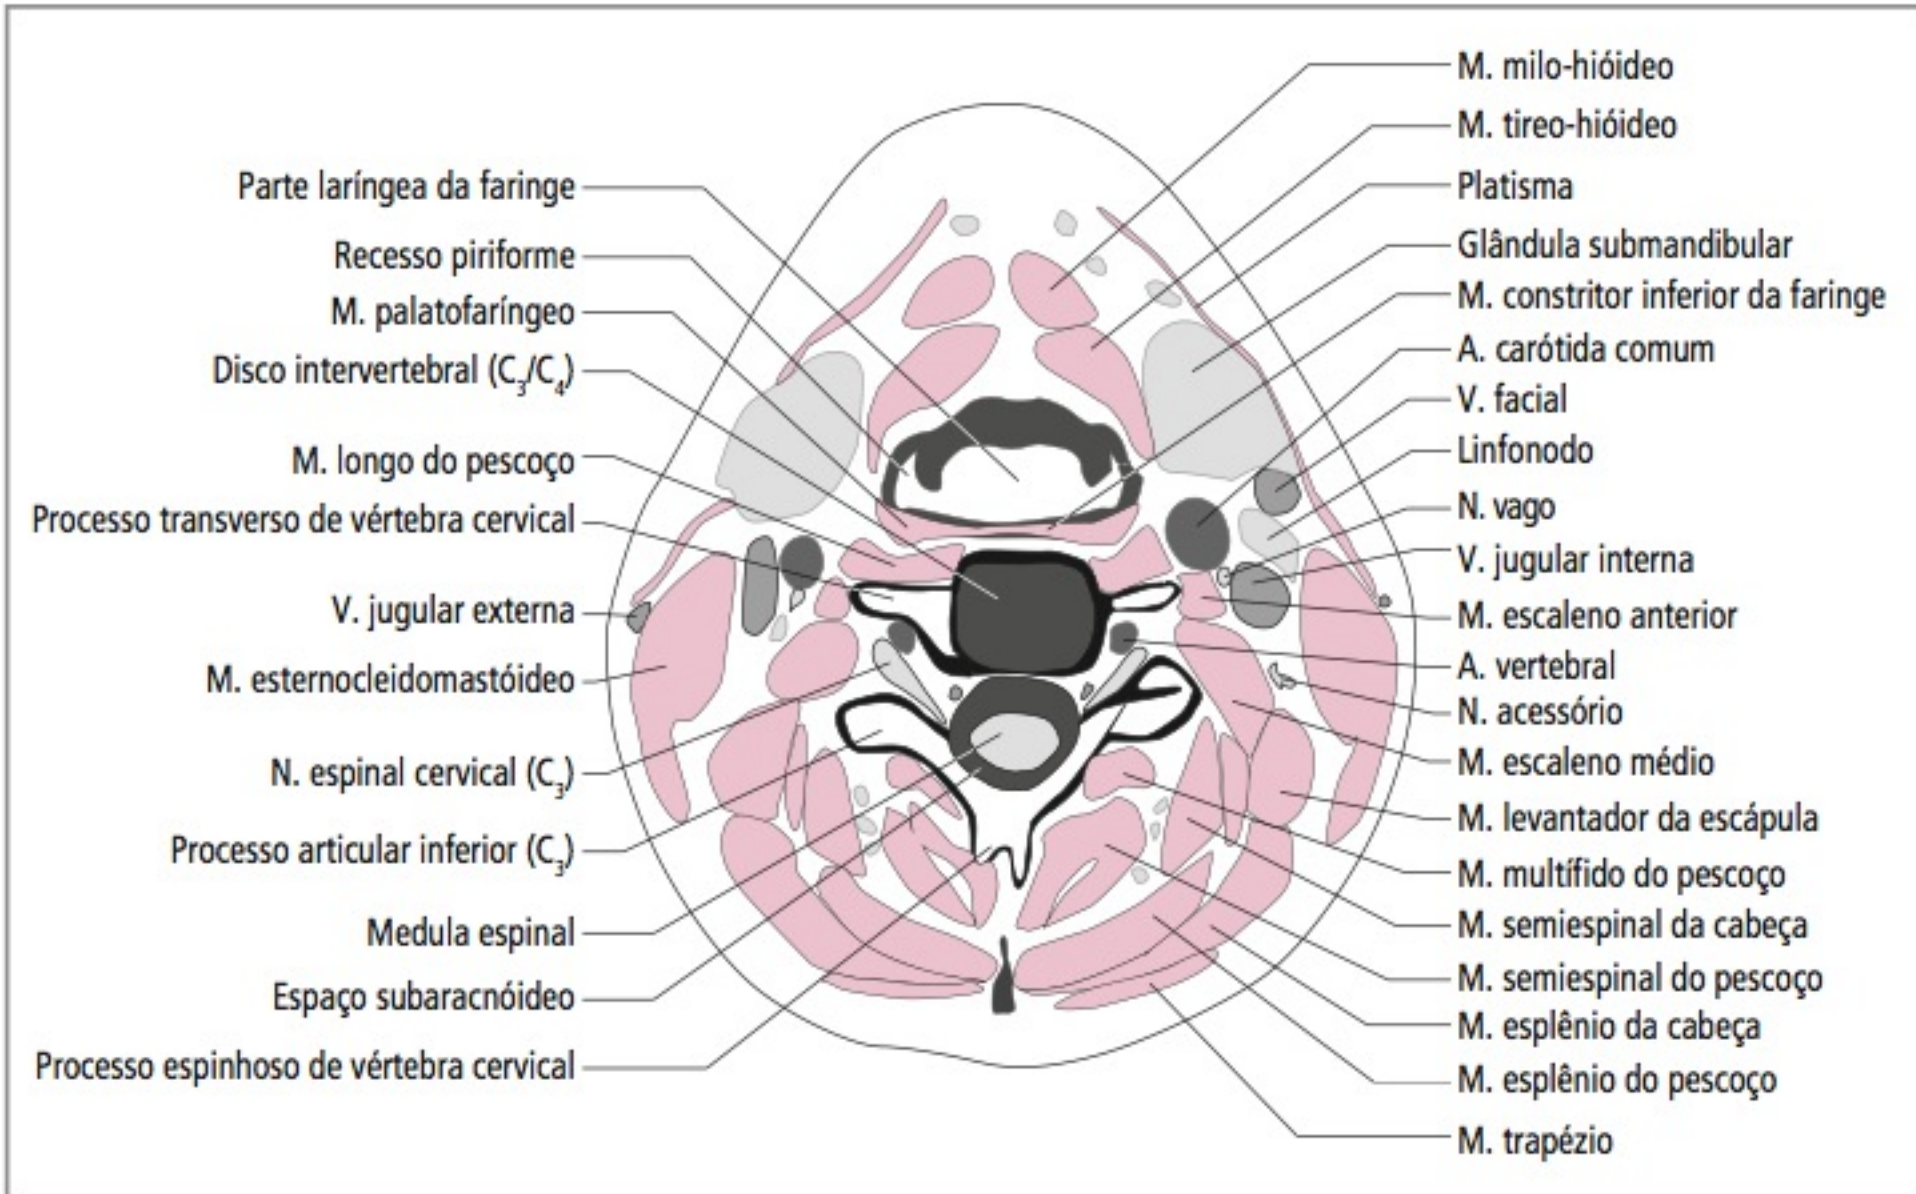 Parte laríngea da faringe
Recesso piriforme
M. palatofaríngeo
Disco intervertebral (C₃/C₄)
M. longo do pescoço
Processo transverso de vértebra cervical
V. jugular externa
M. esternocleidomastóideo
N. espinal cervical (C₃)
Processo articular inferior (C₃)
Medula espinal
Espaço subaracnóideo
Processo espinhoso de vértebra cervical
M. milo-hióideo
M. tireo-hióideo
Platisma
Glândula submandibular
M. constritor inferior da faringe
A. carótida comum
V. facial
Linfonodo
N. vago
V. jugular interna
M. escaleno anterior
A. vertebral
N. acessório
M. escaleno médio
M. levantador da escápula
M. multífido do pescoço
M. semiespinal da cabeça
M. semiespinal do pescoço
M. esplênio da cabeça
M. esplênio do pescoço
M. trapézio